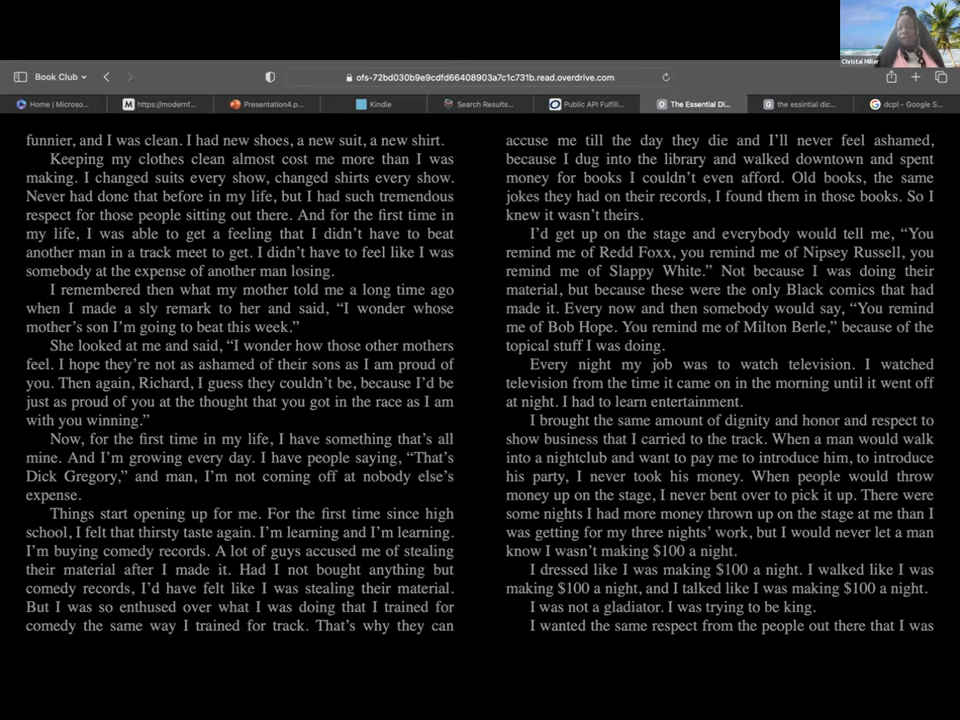 Christal Miller
Book Club
ofs-72bd030b9e9cdfd66408903a7c1c731b.read.overdrive.com
Home | Microso...
M https://modernf...
Presentation4.p...
Kindle
Search Results...
Public API Fulfill...
The Essential Di...
G the essintial dic...
G dcpl - Google S...
funnier, and I was clean. I had new shoes, a new suit, a new shirt.
Keeping my clothes clean almost cost me more than I was
making. I changed suits every show, changed shirts every show.
Never had done that before in my life, but I had such tremendous
respect for those people sitting out there. And for the first time in
my life, I was able to get a feeling that I didn’t have to beat
another man in a track meet to get. I didn’t have to feel like I was
somebody at the expense of another man losing.
I remembered then what my mother told me a long time ago
when I made a sly remark to her and said, “I wonder whose
mother’s son I’m going to beat this week.”
She looked at me and said, “I wonder how those other mothers
feel. I hope they’re not as ashamed of their sons as I am proud of
you. Then again, Richard, I guess they couldn’t be, because I’d be
just as proud of you at the thought that you got in the race as I am
with you winning.”
Now, for the first time in my life, I have something that’s all
mine. And I’m growing every day. I have people saying, “That’s
Dick Gregory,” and man, I’m not coming off at nobody else’s
expense.
Things start opening up for me. For the first time since high
school, I felt that thirsty taste again. I’m learning and I’m learning.
I’m buying comedy records. A lot of guys accused me of stealing
their material after I made it. Had I not bought anything but
comedy records, I’d have felt like I was stealing their material.
But I was so enthused over what I was doing that I trained for
comedy the same way I trained for track. That’s why they can
accuse me till the day they die and I’ll never feel ashamed,
because I dug into the library and walked downtown and spent
money for books I couldn’t even afford. Old books, the same
jokes they had on their records, I found them in those books. So I
knew it wasn’t theirs.
I’d get up on the stage and everybody would tell me, “You
remind me of Redd Foxx, you remind me of Nipsey Russell, you
remind me of Slappy White.” Not because I was doing their
material, but because these were the only Black comics that had
made it. Every now and then somebody would say, “You remind
me of Bob Hope. You remind me of Milton Berle,” because of the
topical stuff I was doing.
Every night my job was to watch television. I watched
television from the time it came on in the morning until it went off
at night. I had to learn entertainment.
I brought the same amount of dignity and honor and respect to
show business that I carried to the track. When a man would walk
into a nightclub and want to pay me to introduce him, to introduce
his party, I never took his money. When people would throw
money up on the stage, I never bent over to pick it up. There were
some nights I had more money thrown up on the stage at me than I
was getting for my three nights’ work, but I would never let a man
know I wasn’t making $100 a night.
I dressed like I was making $100 a night. I walked like I was
making $100 a night, and I talked like I was making $100 a night.
I was not a gladiator. I was trying to be king.
I wanted the same respect from the people out there that I was